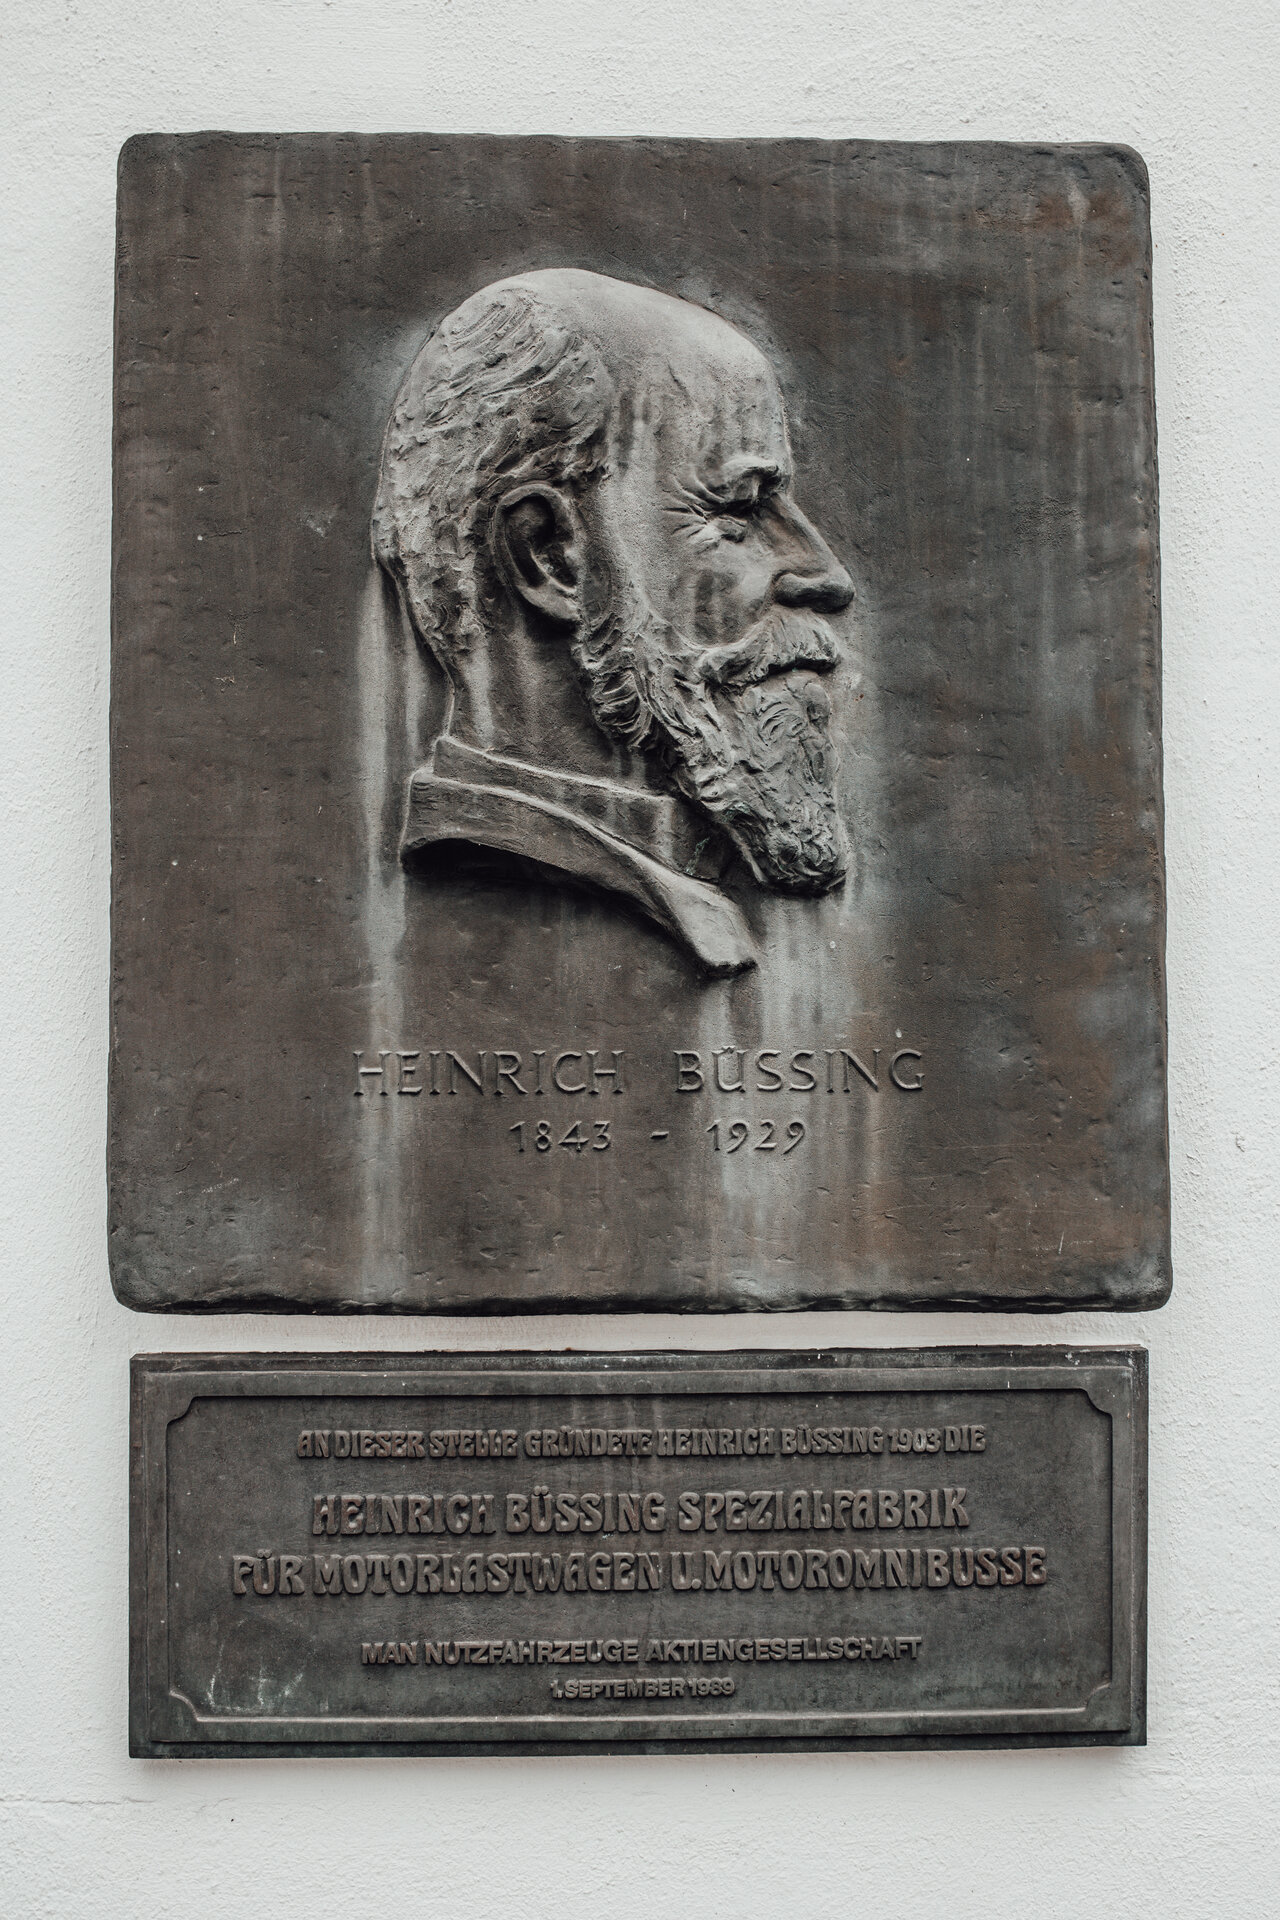 HEINRICH BÜSSING
1843 - 1929
AN DIESER STELLE GRÜNDETE HEINRICH BÜSSING 1903 DIE
HEINRICH BÜSSING SPEZIALFABRIK
FÜR MOTORLASTWAGEN U. MOTOROMNIBUSSE
MAN NUTZFAHRZEUGE AKTIENGESELLSCHAFT
1. SEPTEMBER 1989